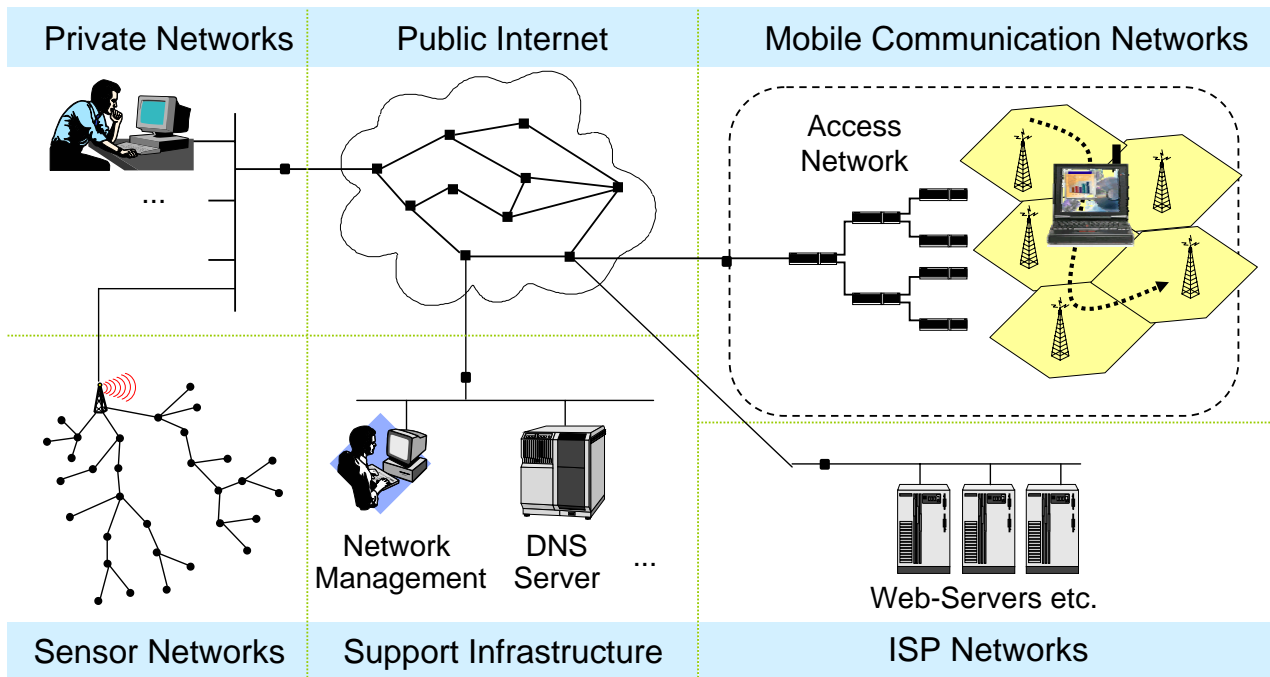 Private Networks
Public Internet
Mobile Communication Networks
Access
Network
...
Network
Management
DNS
Server
...
Web-Servers etc.
Sensor Networks
Support Infrastructure
ISP Networks